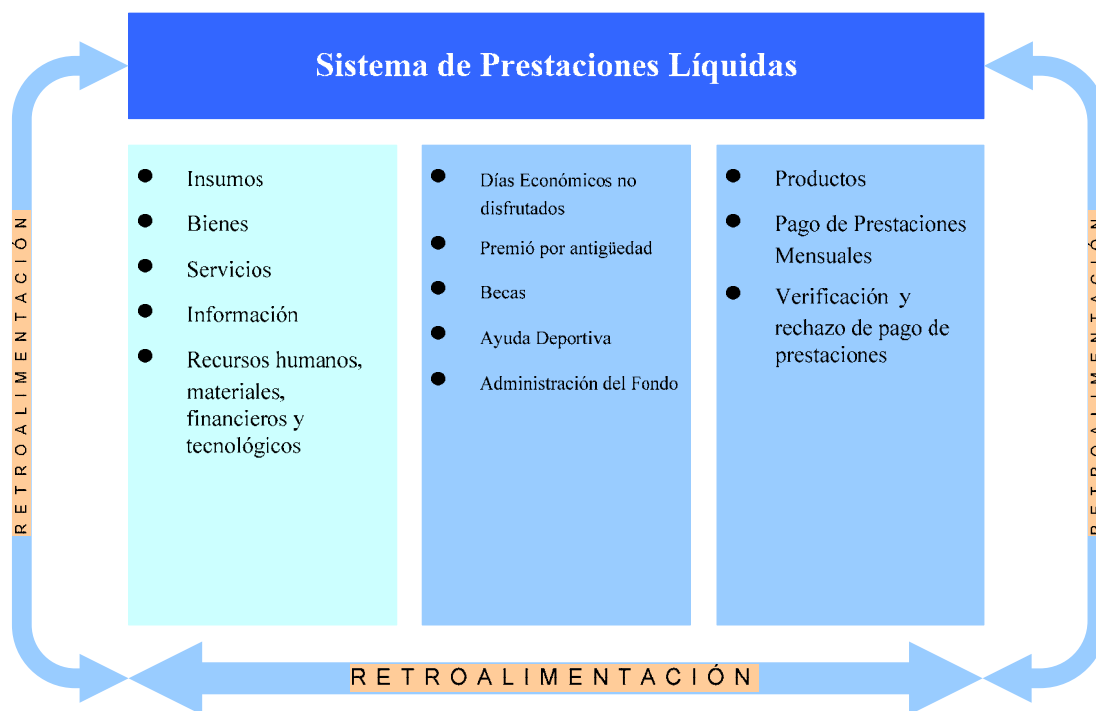 Sistema de Prestaciones Líquidas
RETROALIMENTACIÓN
● Insumos
● Bienes
● Servicios
● Información
● Recursos humanos,
materiales,
financieros y
tecnológicos
● Días Económicos no
disfrutados
● Premió por antigüedad
● Becas
● Ayuda Deportiva
● Administración del Fondo
● Productos
● Pago de Prestaciones
Mensuales
● Verificación y
rechazo de pago de
prestaciones
RETROALIMENTACIÓN
RETROALIMENTACIÓN